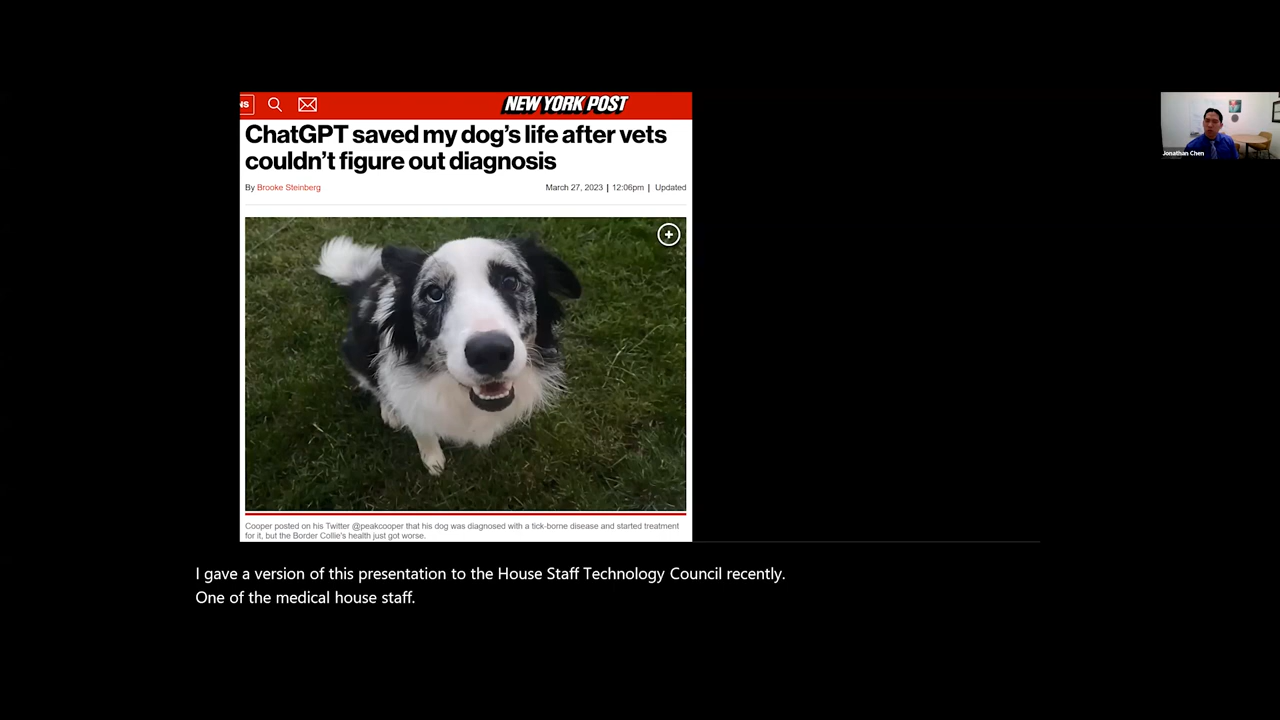 NS
NEW YORK POST
ChatGPT saved my dog's life after vets
couldn't figure out diagnosis
By Brooke Steinberg
March 27, 2023 | 12:06pm | Updated
Jonathan Chen
Cooper posted on his Twitter @peakcooper that his dog was diagnosed with a tick-borne disease and started treatment
for it, but the Border Collie's health just got worse.
I gave a version of this presentation to the House Staff Technology Council recently.
One of the medical house staff.